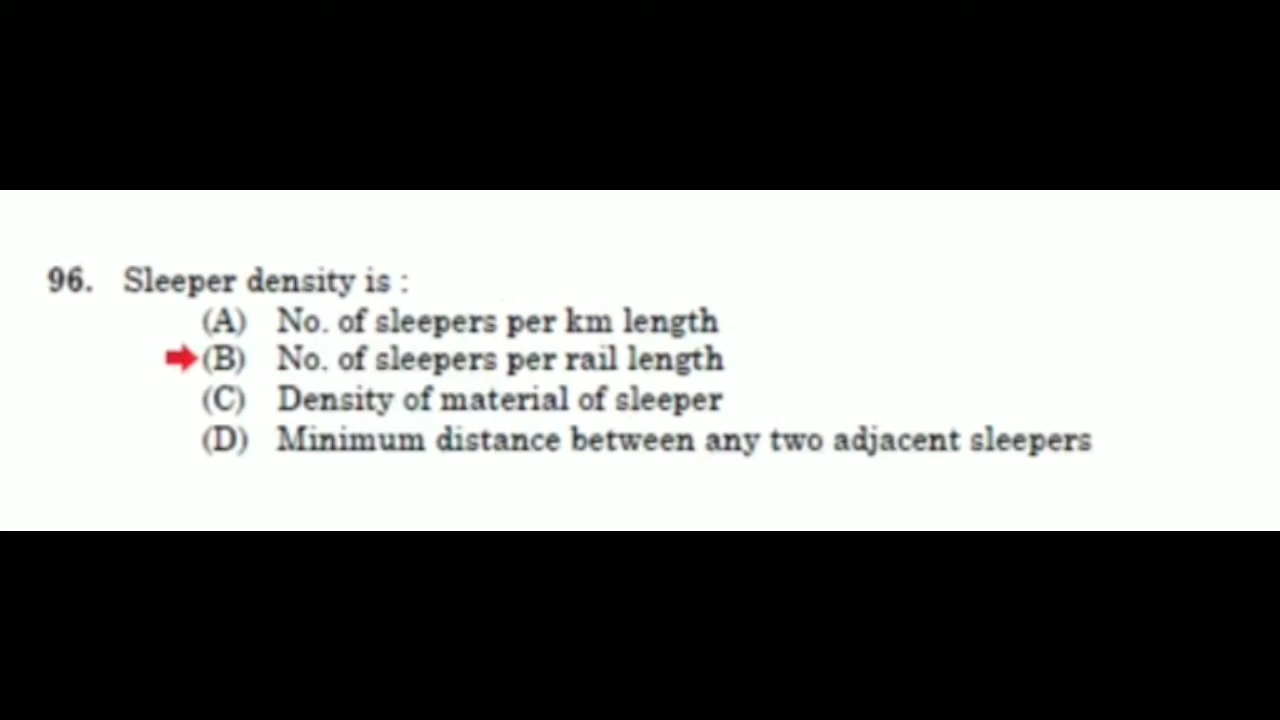 96. Sleeper density is :
(A) No. of sleepers per km length
(B) No. of sleepers per rail length
(C) Density of material of sleeper
(D) Minimum distance between any two adjacent sleepers